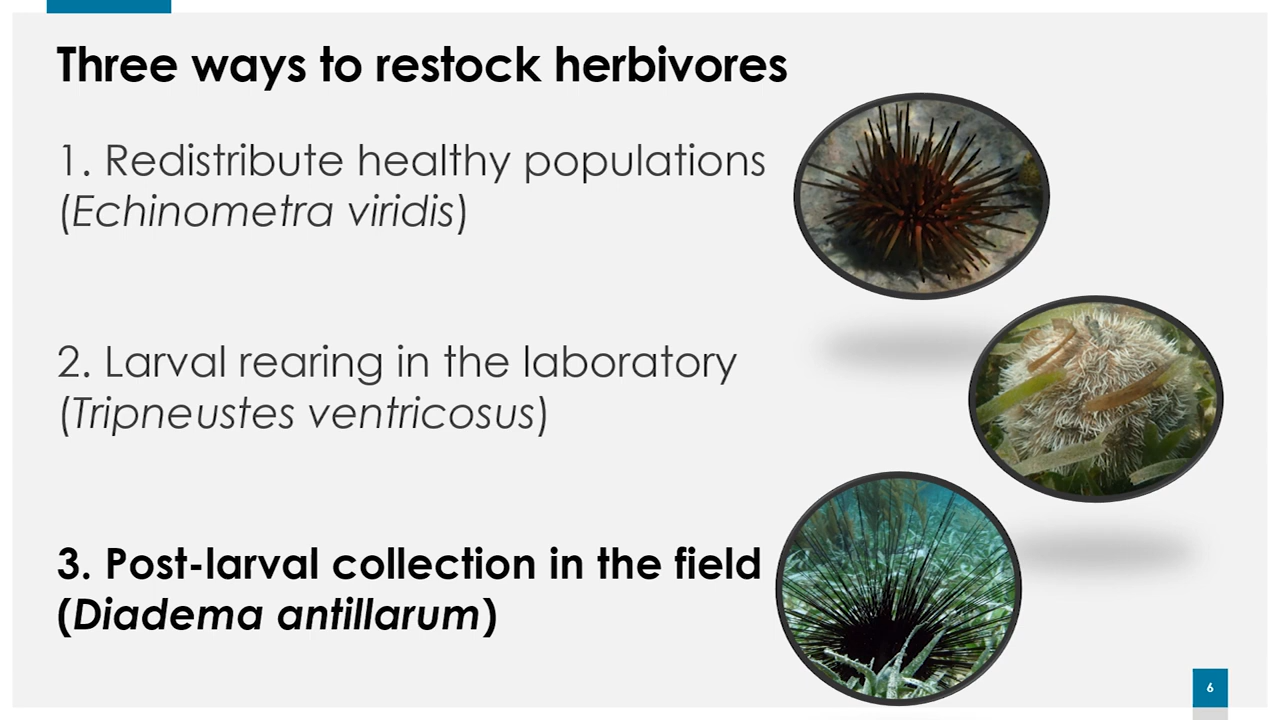 Three ways to restock herbivores
1. Redistribute healthy populations
(Echinometra viridis)
2. Larval rearing in the laboratory
(Tripneustes ventricosus)
3. Post-larval collection in the field
(Diadema antillarum)
6